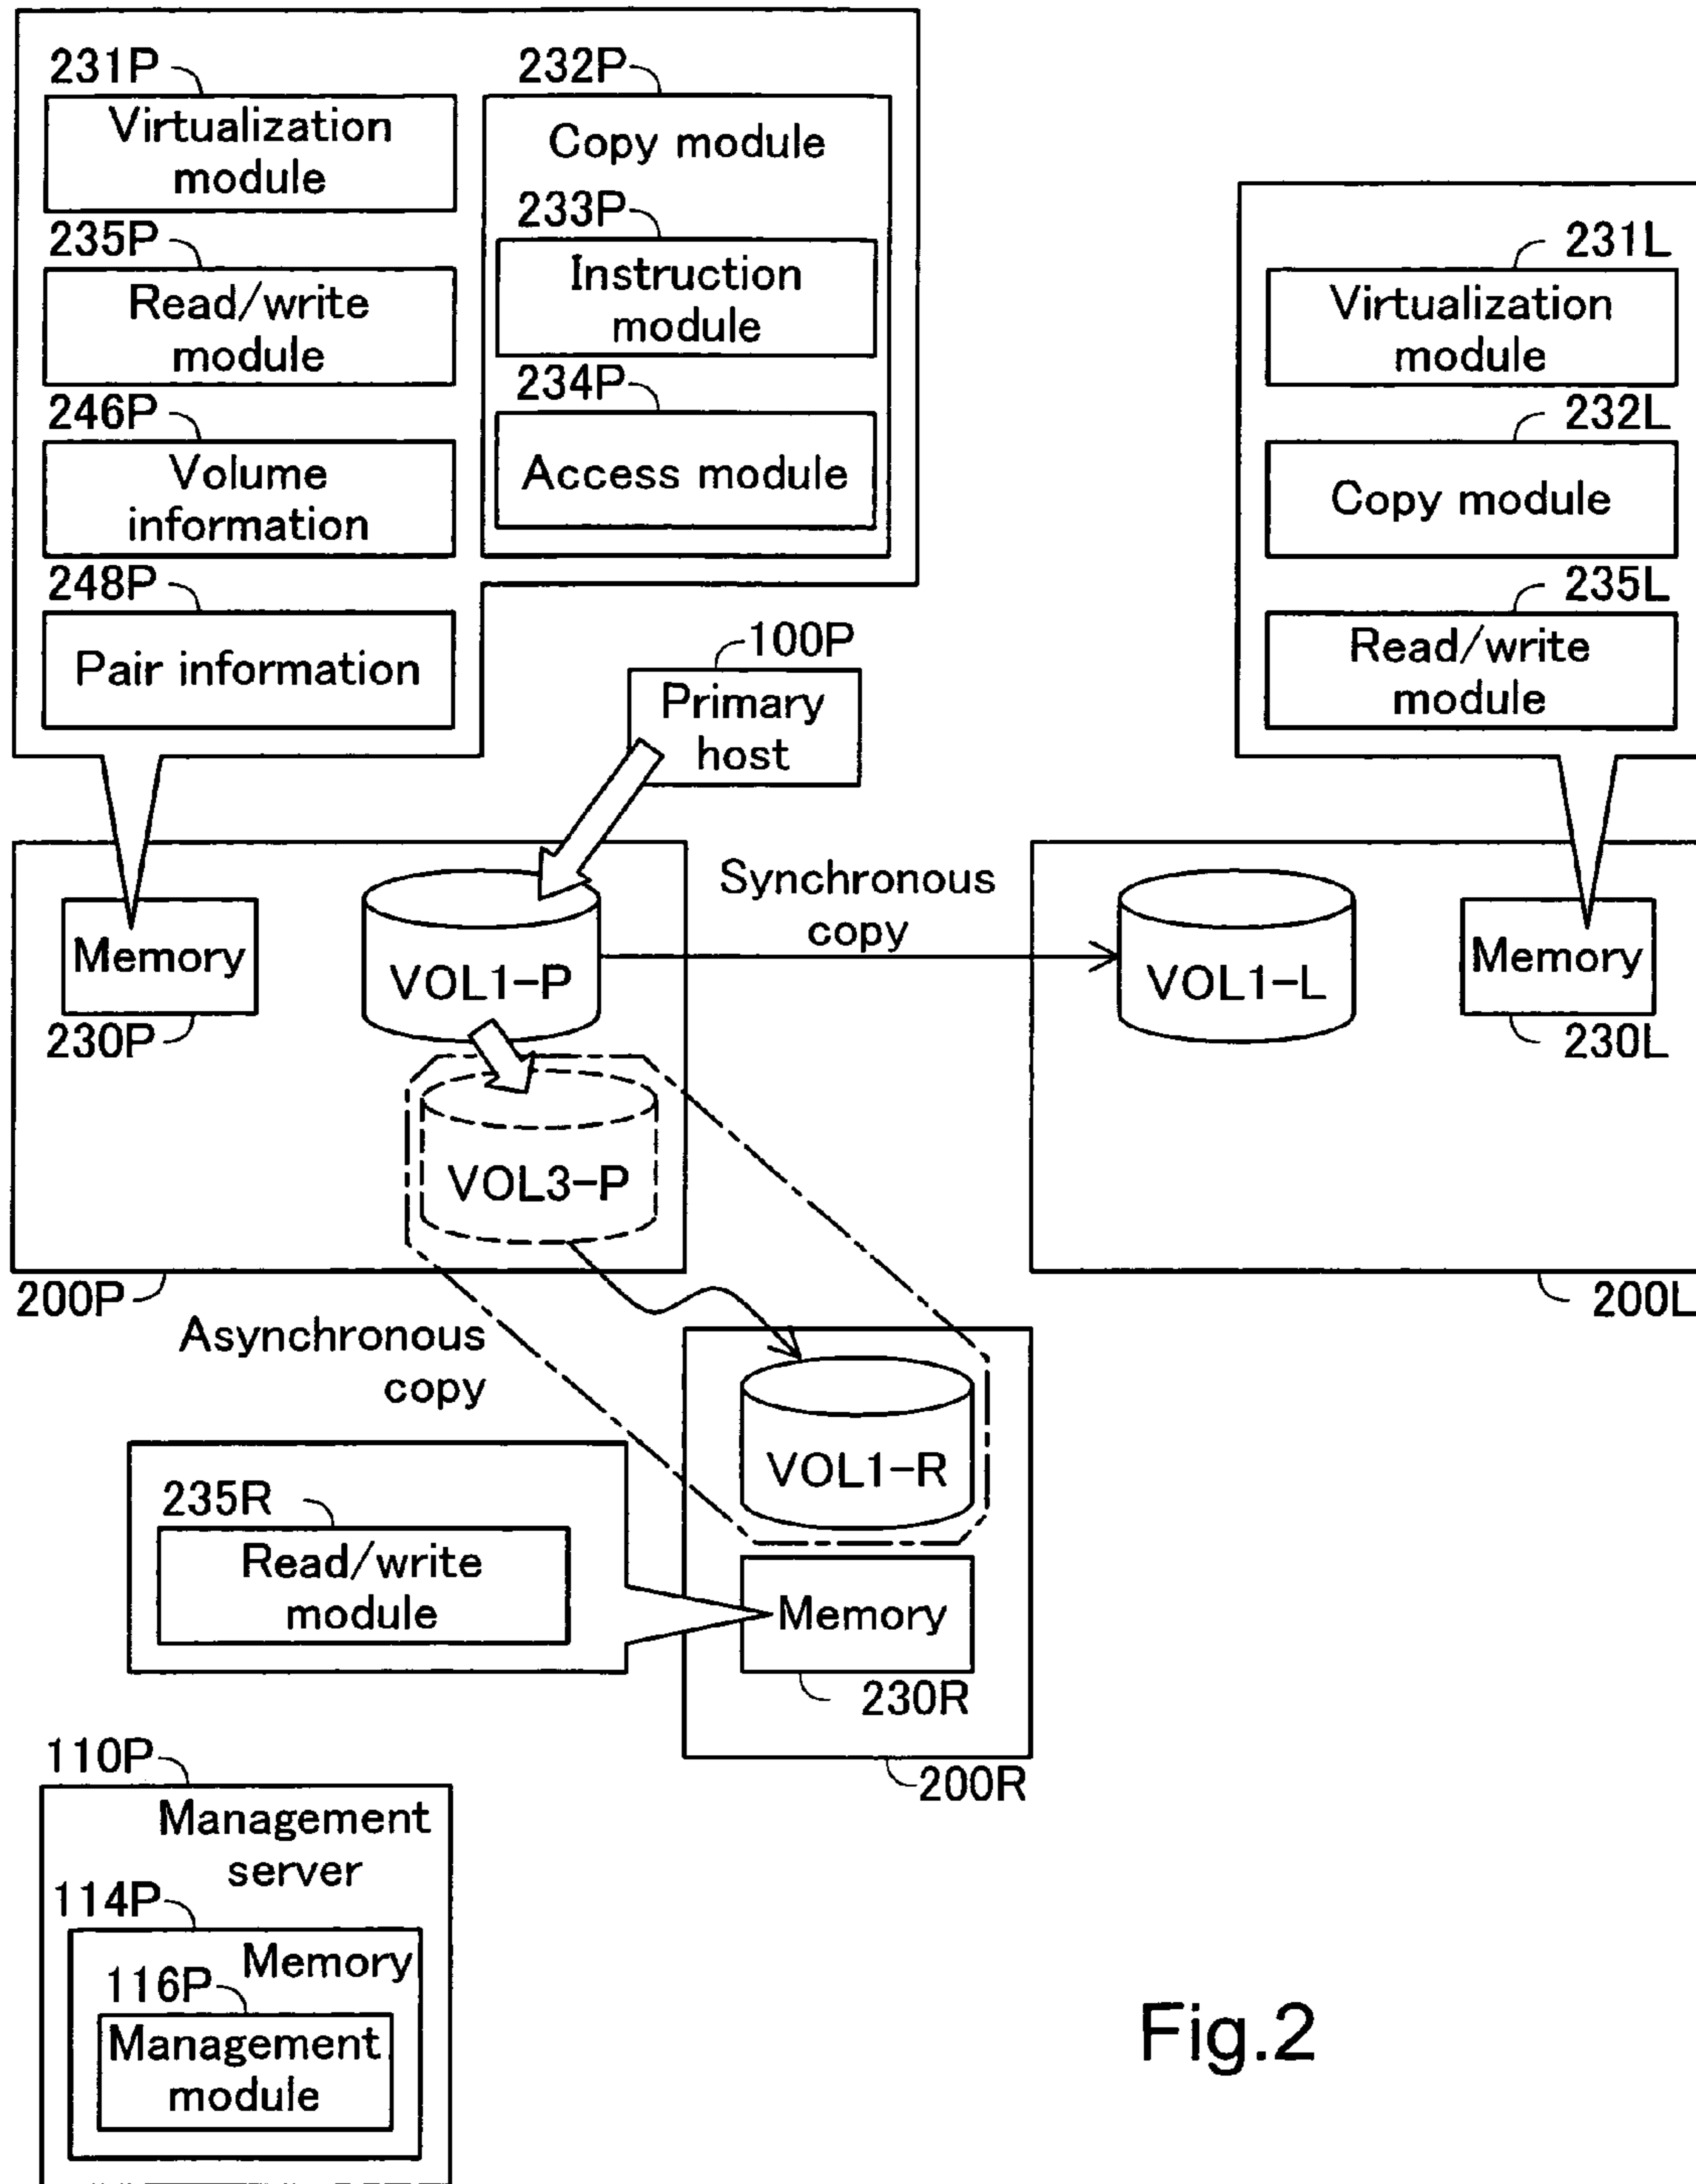 231P
Virtualization
module
235P
Read/write
module
246P
Volume
information
248P
Pair information
232P
Copy module
233P
Instruction
module
234P
Access module
231L
Virtualization
module
232L
Copy module
235L
Read/write
module
100P
Primary
host
Memory
230P
VOL1-P
Synchronous
copy
VOL1-L
Memory
230L
VOL3-P
200P
200L
Asynchronous
copy
VOL1-R
235R
Read/write
module
Memory
230R
200R
110P
Management
server
114P
Memory
116P
Management
module
Fig.2